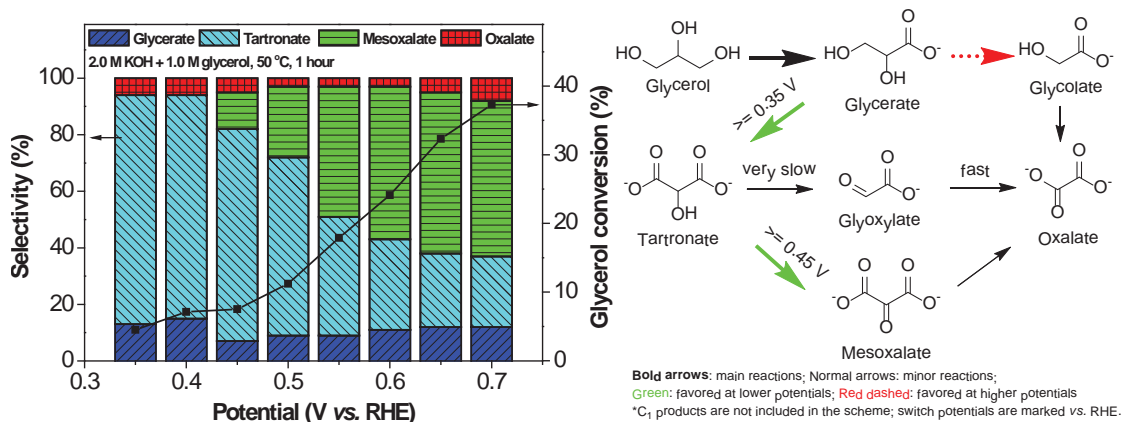 Glycerate Tartronate Mesoxalate Oxalate
2.0 M KOH + 1.0 M glycerol, 50 °C, 1 hour
Selectivity (%)
100
80
60
40
20
0
0.3 0.4 0.5 0.6 0.7
Potential (V vs. RHE)
40
30
20
10
0
Glycerol conversion (%)
OH
HO OH
Glycerol
O
HO O-
OH
Glycerate
O
HO O-
Glycolate
>= 0.35 V
O O
-O O-
OH
Tartronate
very slow
O
O O-
Glyoxylate
fast
O
-O O-
O
Oxalate
>= 0.45 V
O O
-O O-
O
Mesoxalate
Bold arrows: main reactions; Normal arrows: minor reactions;
Green: favored at lower potentials; Red dashed: favored at higher potentials
*C₁ products are not included in the scheme; switch potentials are marked vs. RHE.